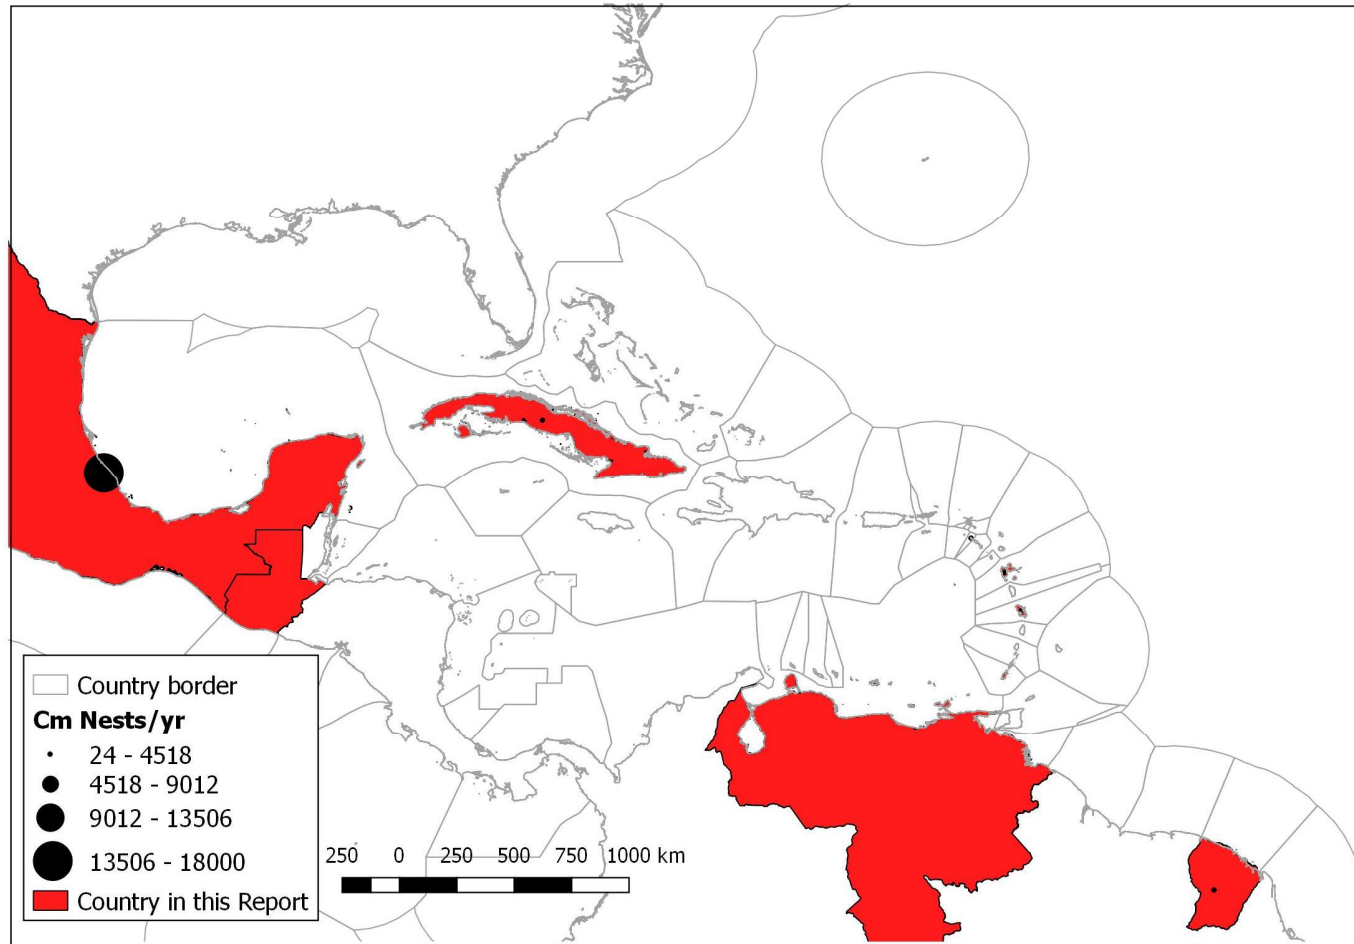 Country border
Cm Nests/yr
24 - 4518
4518 - 9012
9012 - 13506
13506 - 18000
Country in this Report
250 0 250 500 750 1000 km